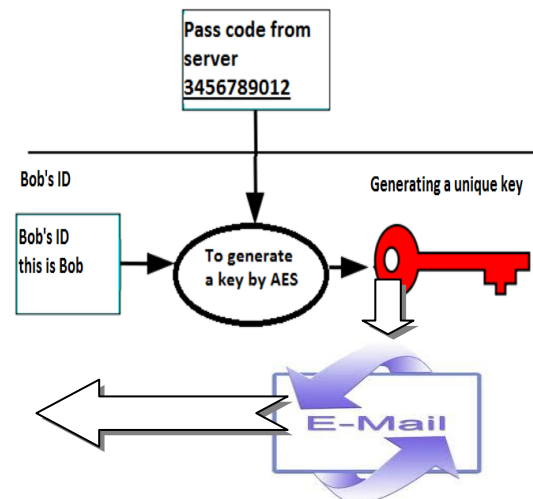 Pass code from
server
3456789012
Bob's ID
Generating a unique key
Bob's ID
this is Bob
To generate
a key by AES
E-Mail